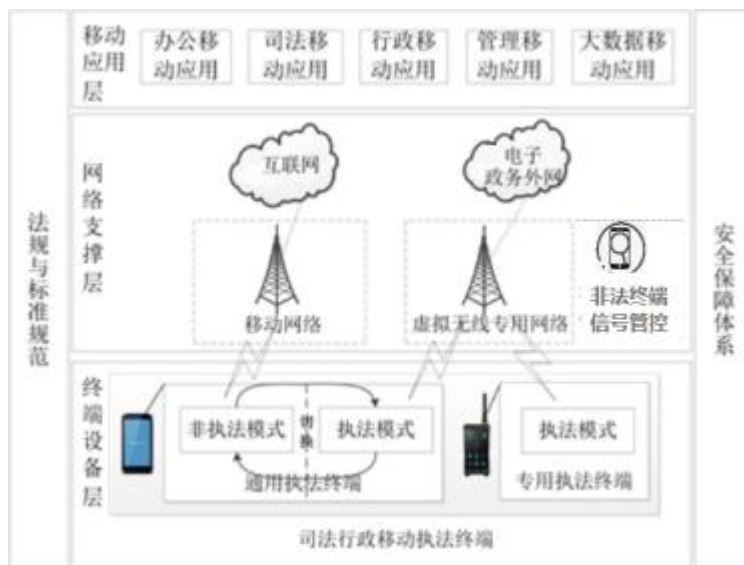 移动
应用
层
办公移
动应用
司法移
动应用
行政移
动应用
管理移
动应用
大数据移
动应用
法规与标准规范
网络支撑层
互联网
电子
政务外网
移动网络
虚拟无线专用网络
非法终端
信号管控
安全保障体系
终端设备层
非执法模式
切换
执法模式
通用执法终端
执法模式
专用执法终端
司法行政移动执法终端